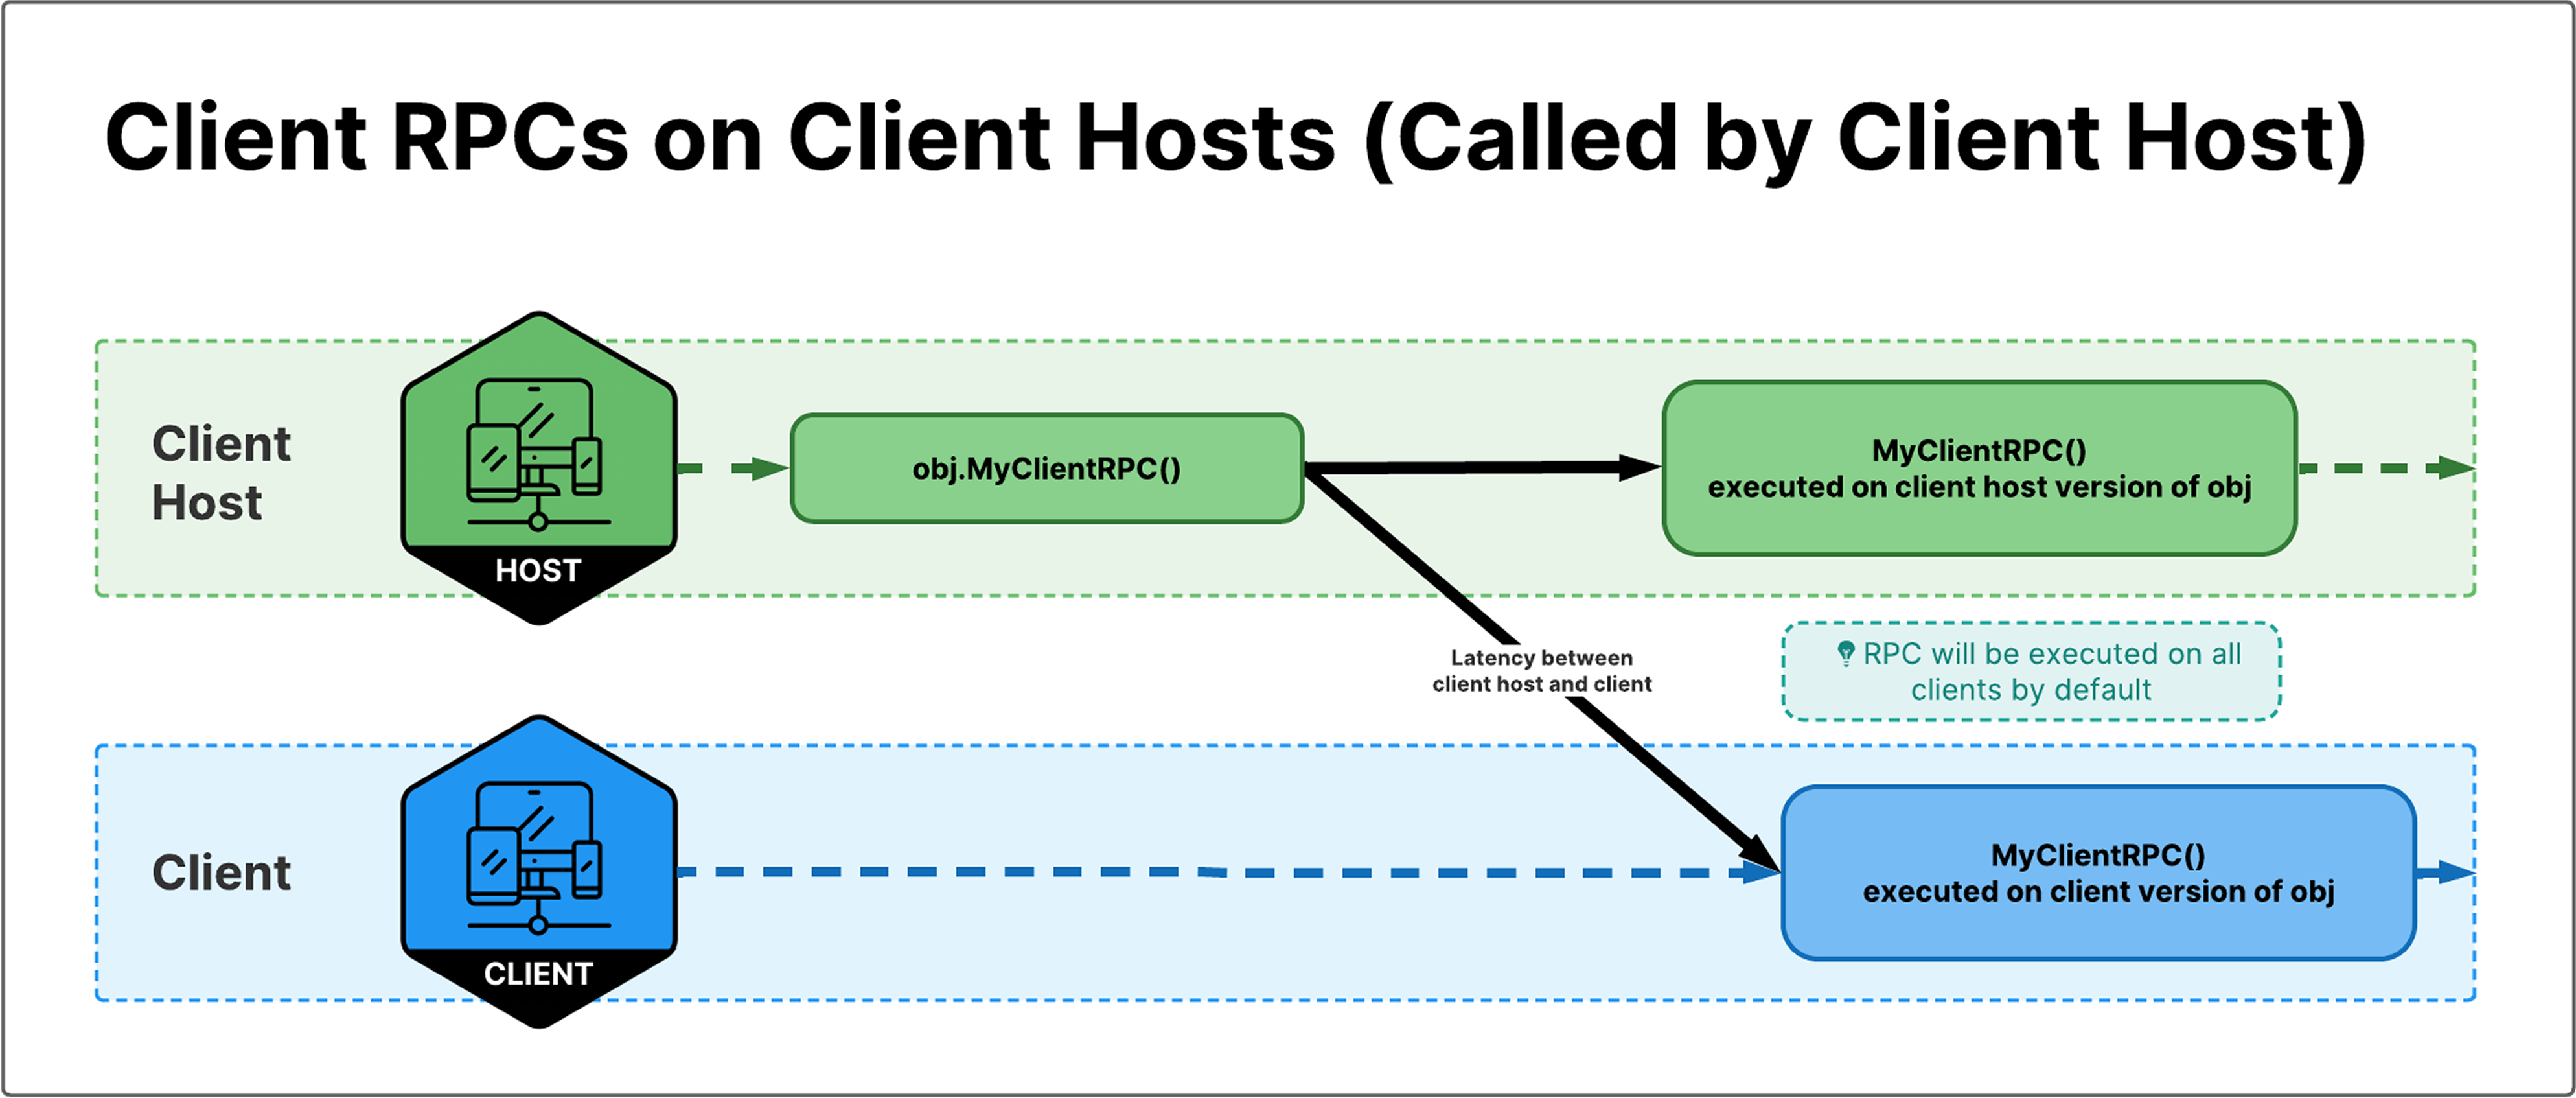 Client RPCs on Client Hosts (Called by Client Host)
Client
Host
HOST
obj.MyClientRPC()
MyClientRPC()
executed on client host version of obj
Latency between
client host and client
RPC will be executed on all
clients by default
Client
CLIENT
MyClientRPC()
executed on client version of obj